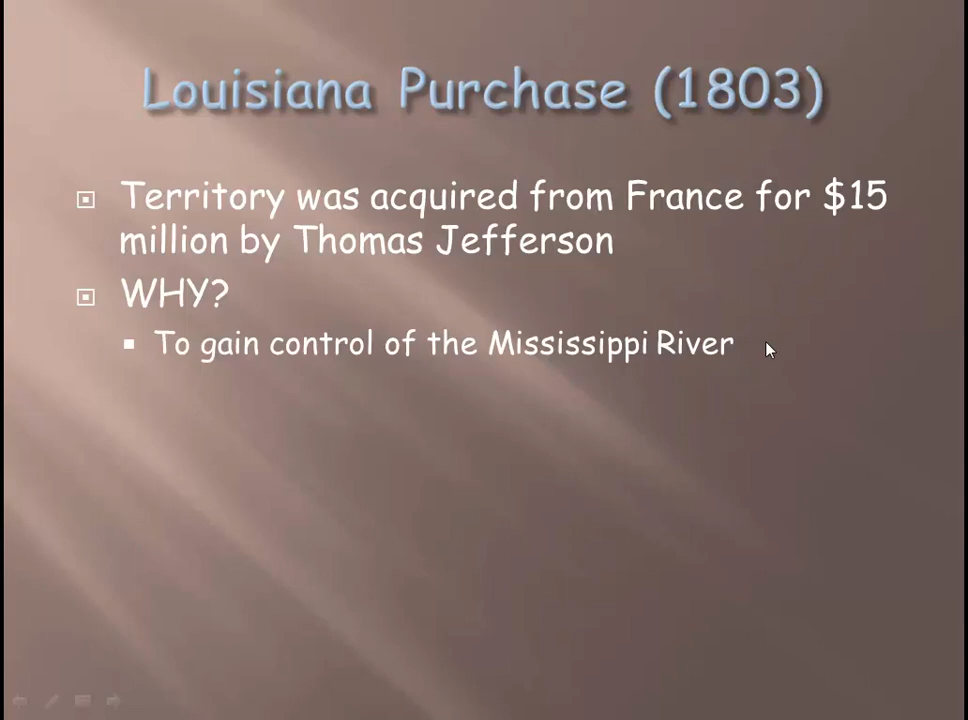 Louisiana Purchase (1803)
Territory was acquired from France for $15
million by Thomas Jefferson
WHY?
To gain control of the Mississippi River